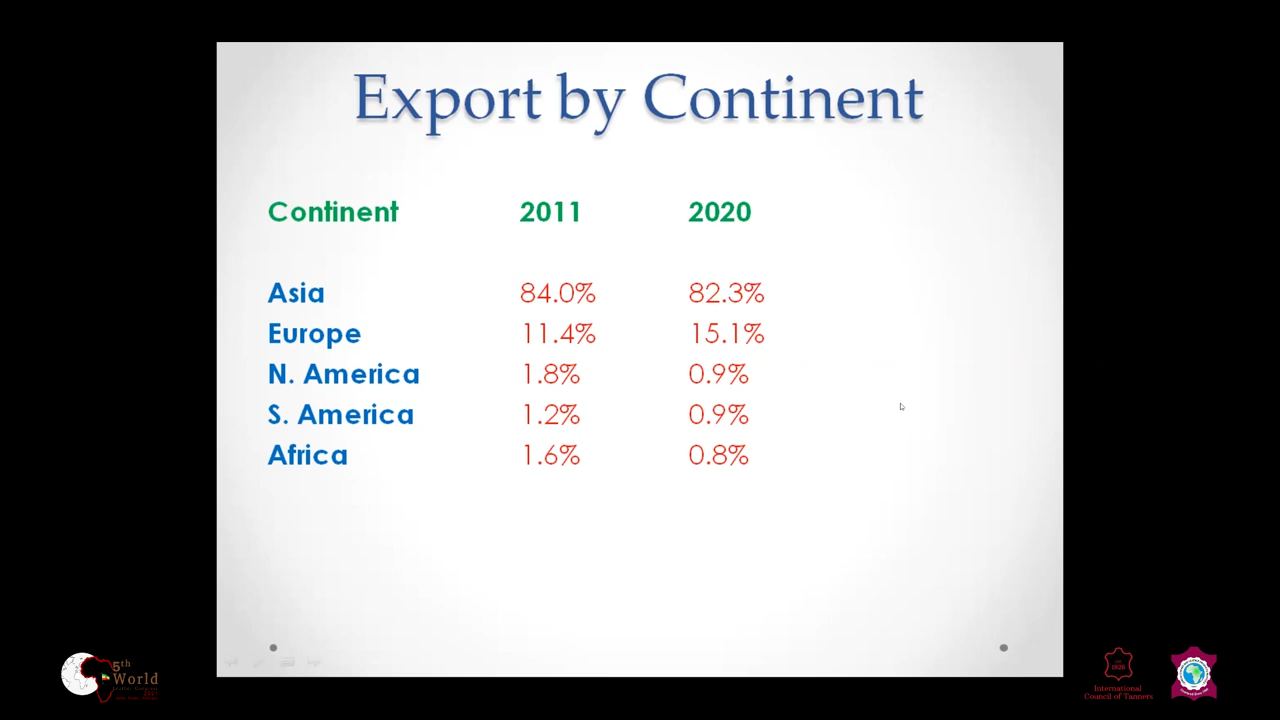 Export by Continent
Continent 2011 2020
Asia 84.0% 82.3%
Europe 11.4% 15.1%
N. America 1.8% 0.9%
S. America 1.2% 0.9%
Africa 1.6% 0.8%
5th
World
International
Council of Tanners